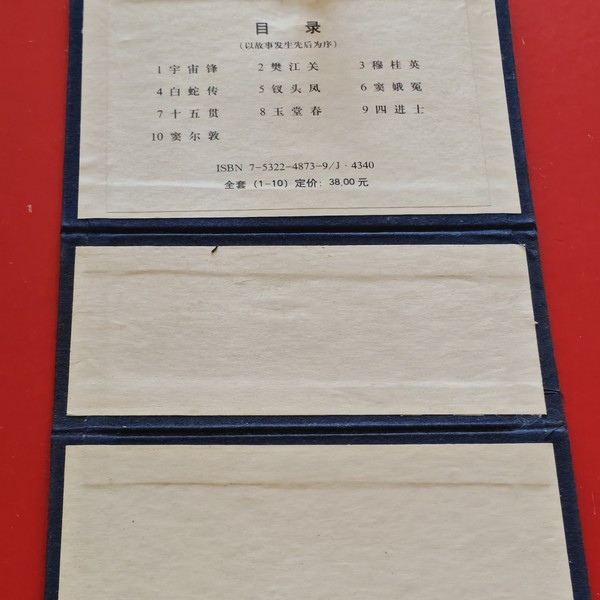 目 录
(以故事发生先后为序)
1 宇宙锋 2 樊江关 3 穆桂英
4 白蛇传 5 钗头凤 6 窦娥冤
7 十五贯 8 玉堂春 9 四进士
10 窦尔敦
ISBN 7-5322-4873-9/J·4340
全套 (1-10) 定价: 38.00元